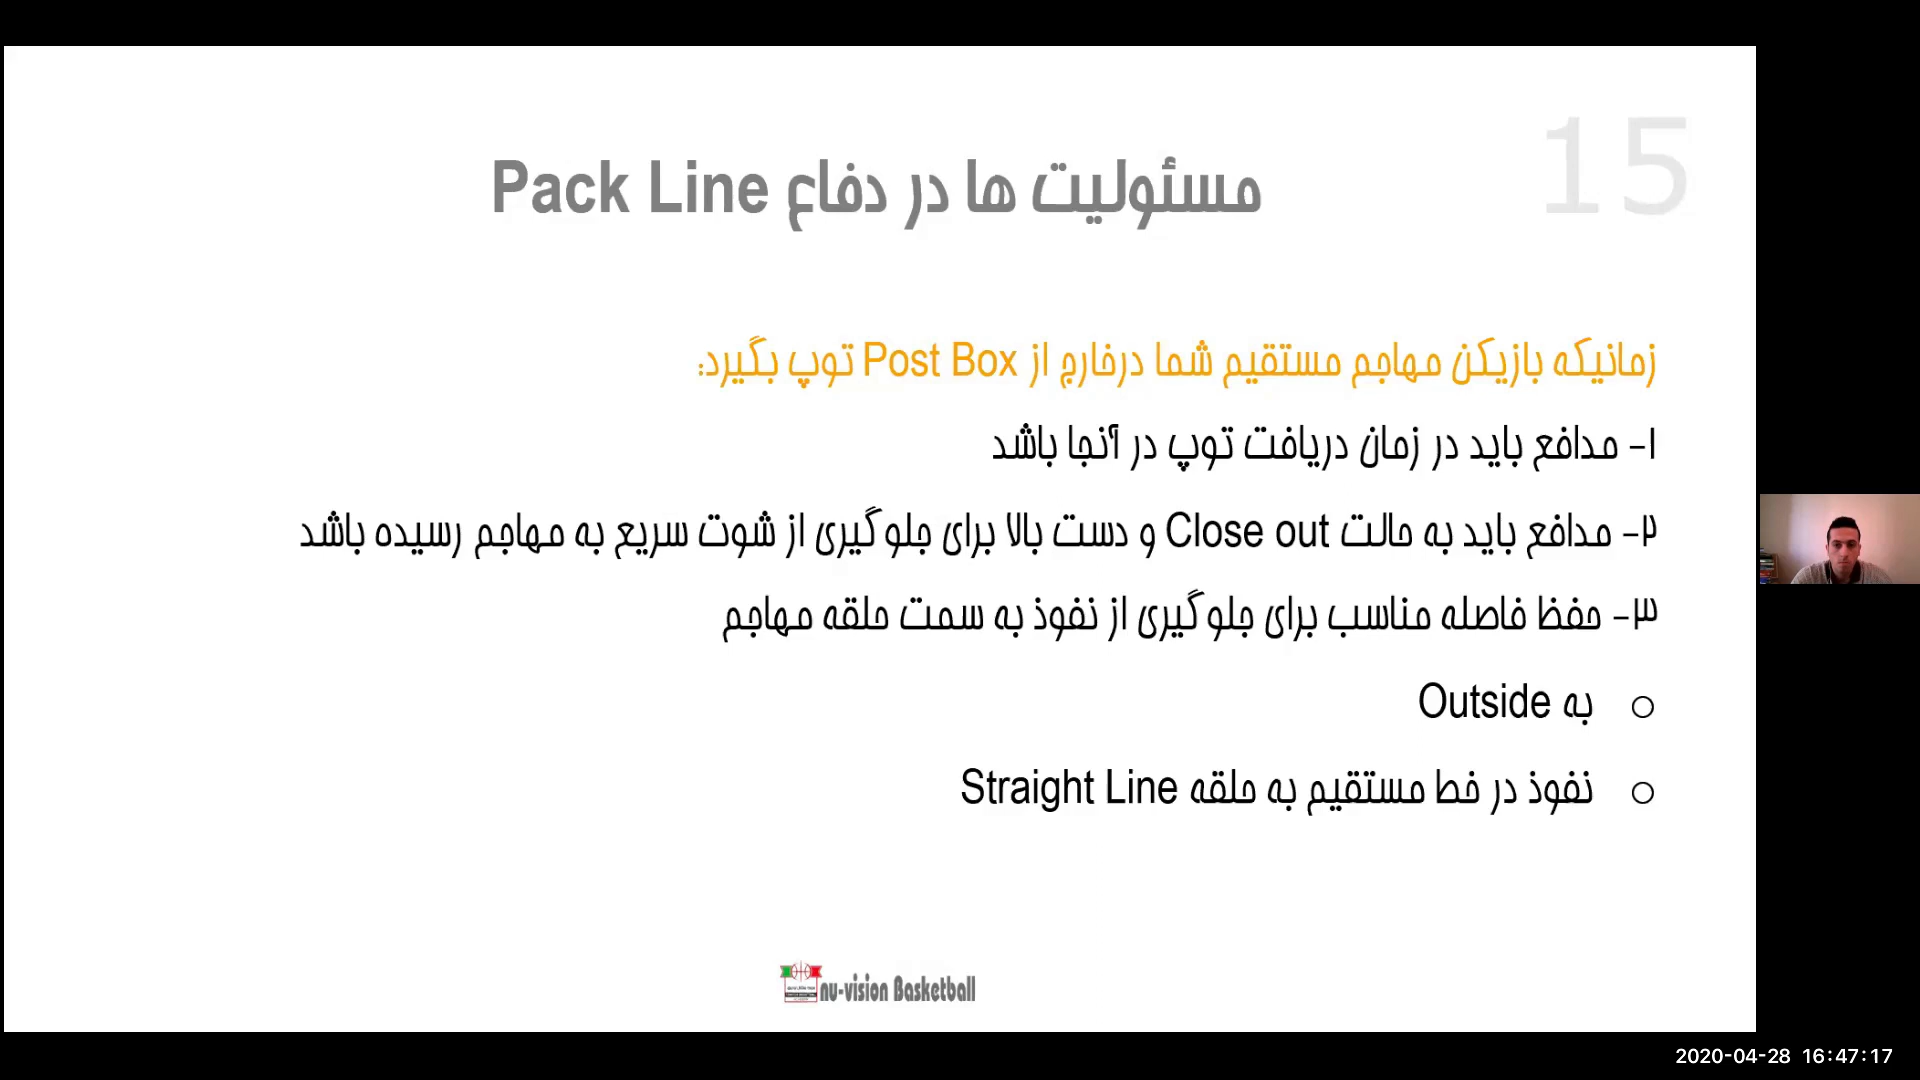 15
مسئولیت ها در دفاع Pack Line
زمانیکه بازیکن مهاجم مستقیم شما درخارج از Post Box توپ بگیرد:
۱- مدافع باید در زمان دریافت توپ در آنجا باشد
۲- مدافع باید به حالت Close out و دست بالا برای جلوگیری از شوت سریع به مهاجم رسیده باشد
۳- حفظ فاصله مناسب برای جلوگیری از نفوذ به سمت حلقه مهاجم
○ به Outside
○ نفوذ در خط مستقیم به حلقه Straight Line
nu-vision Basketball
2020-04-28 16:47:17